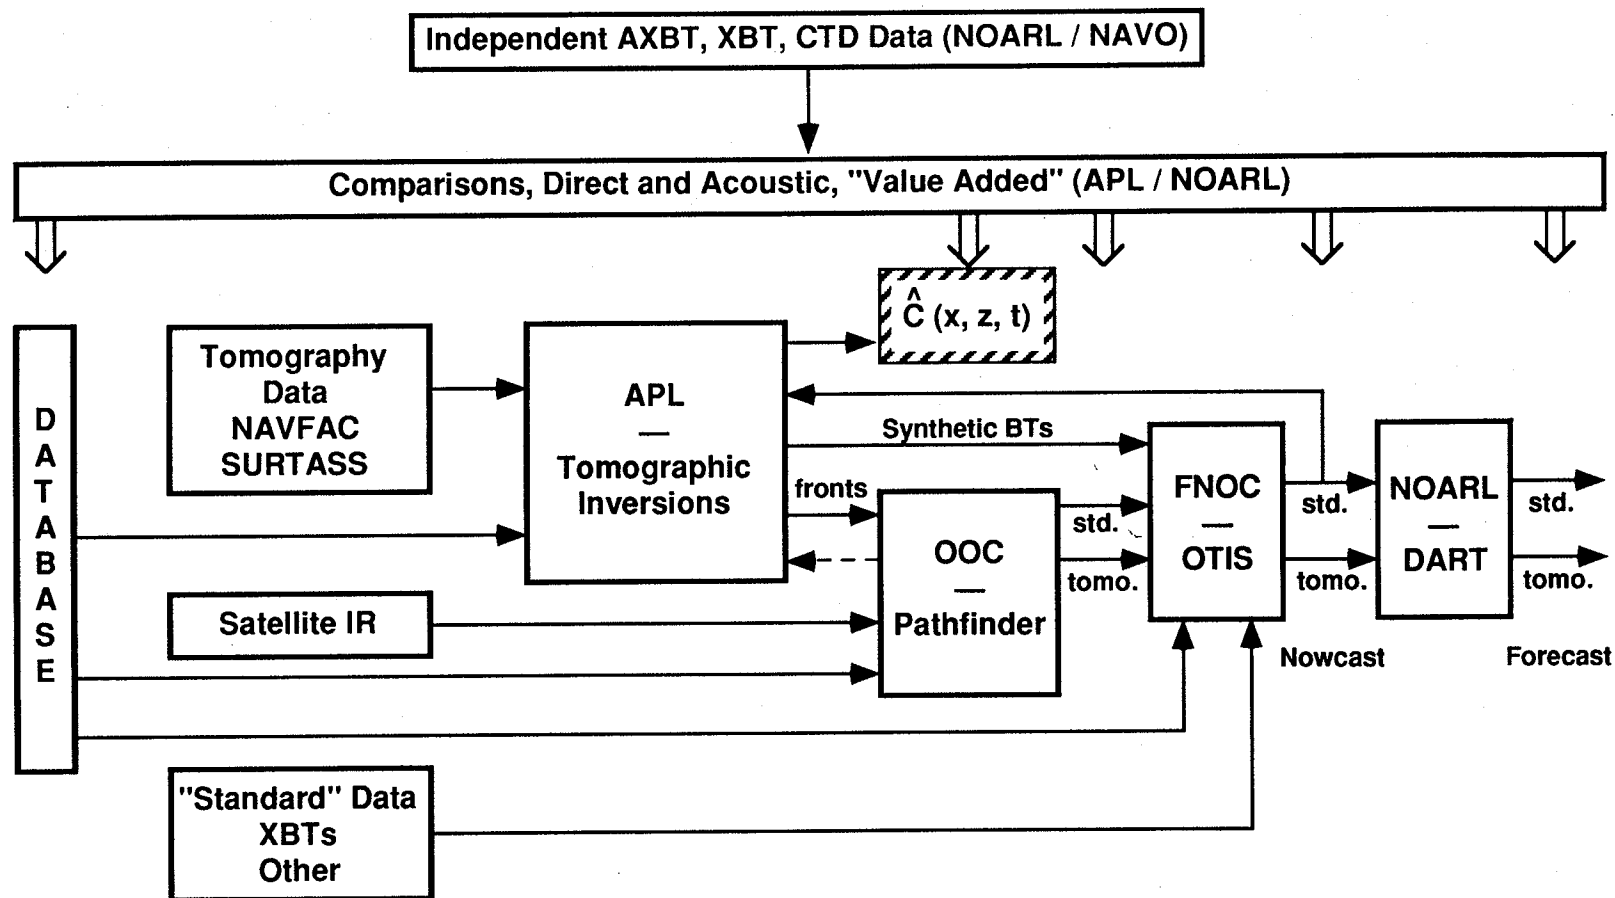 Independent AXBT, XBT, CTD Data (NOARL / NAVO)
Comparisons, Direct and Acoustic, "Value Added" (APL / NOARL)
Ĉ (x, z, t)
DATABASE
Tomography
Data
NAVFAC
SURTASS
APL
—
Tomographic
Inversions
Synthetic BTs
fronts
OOC
—
Pathfinder
std.
tomo.
FNOC
—
OTIS
std.
tomo.
NOARL
—
DART
std.
tomo.
Satellite IR
Nowcast
Forecast
"Standard" Data
XBTs
Other